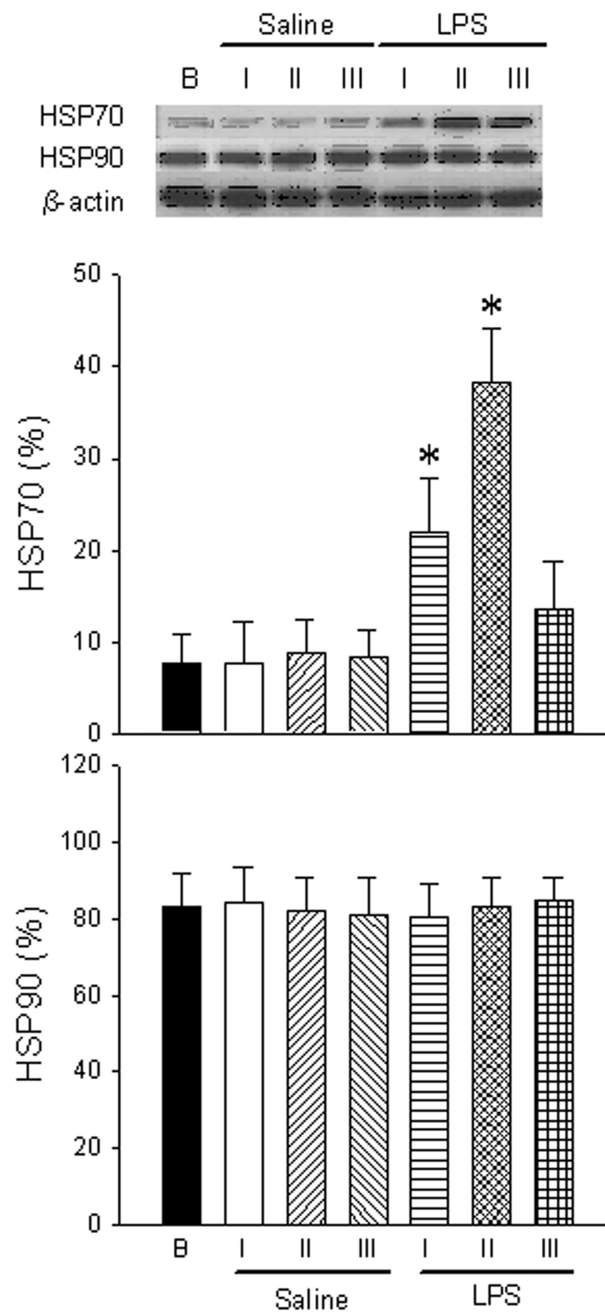 Saline LPS
B I II III I II III
HSP70
HSP90
β-actin
50
*
40
*
30
HSP70 (%)
20
10
0
120
100
80
HSP90 (%)
60
40
20
0
B I II III I II III
Saline LPS